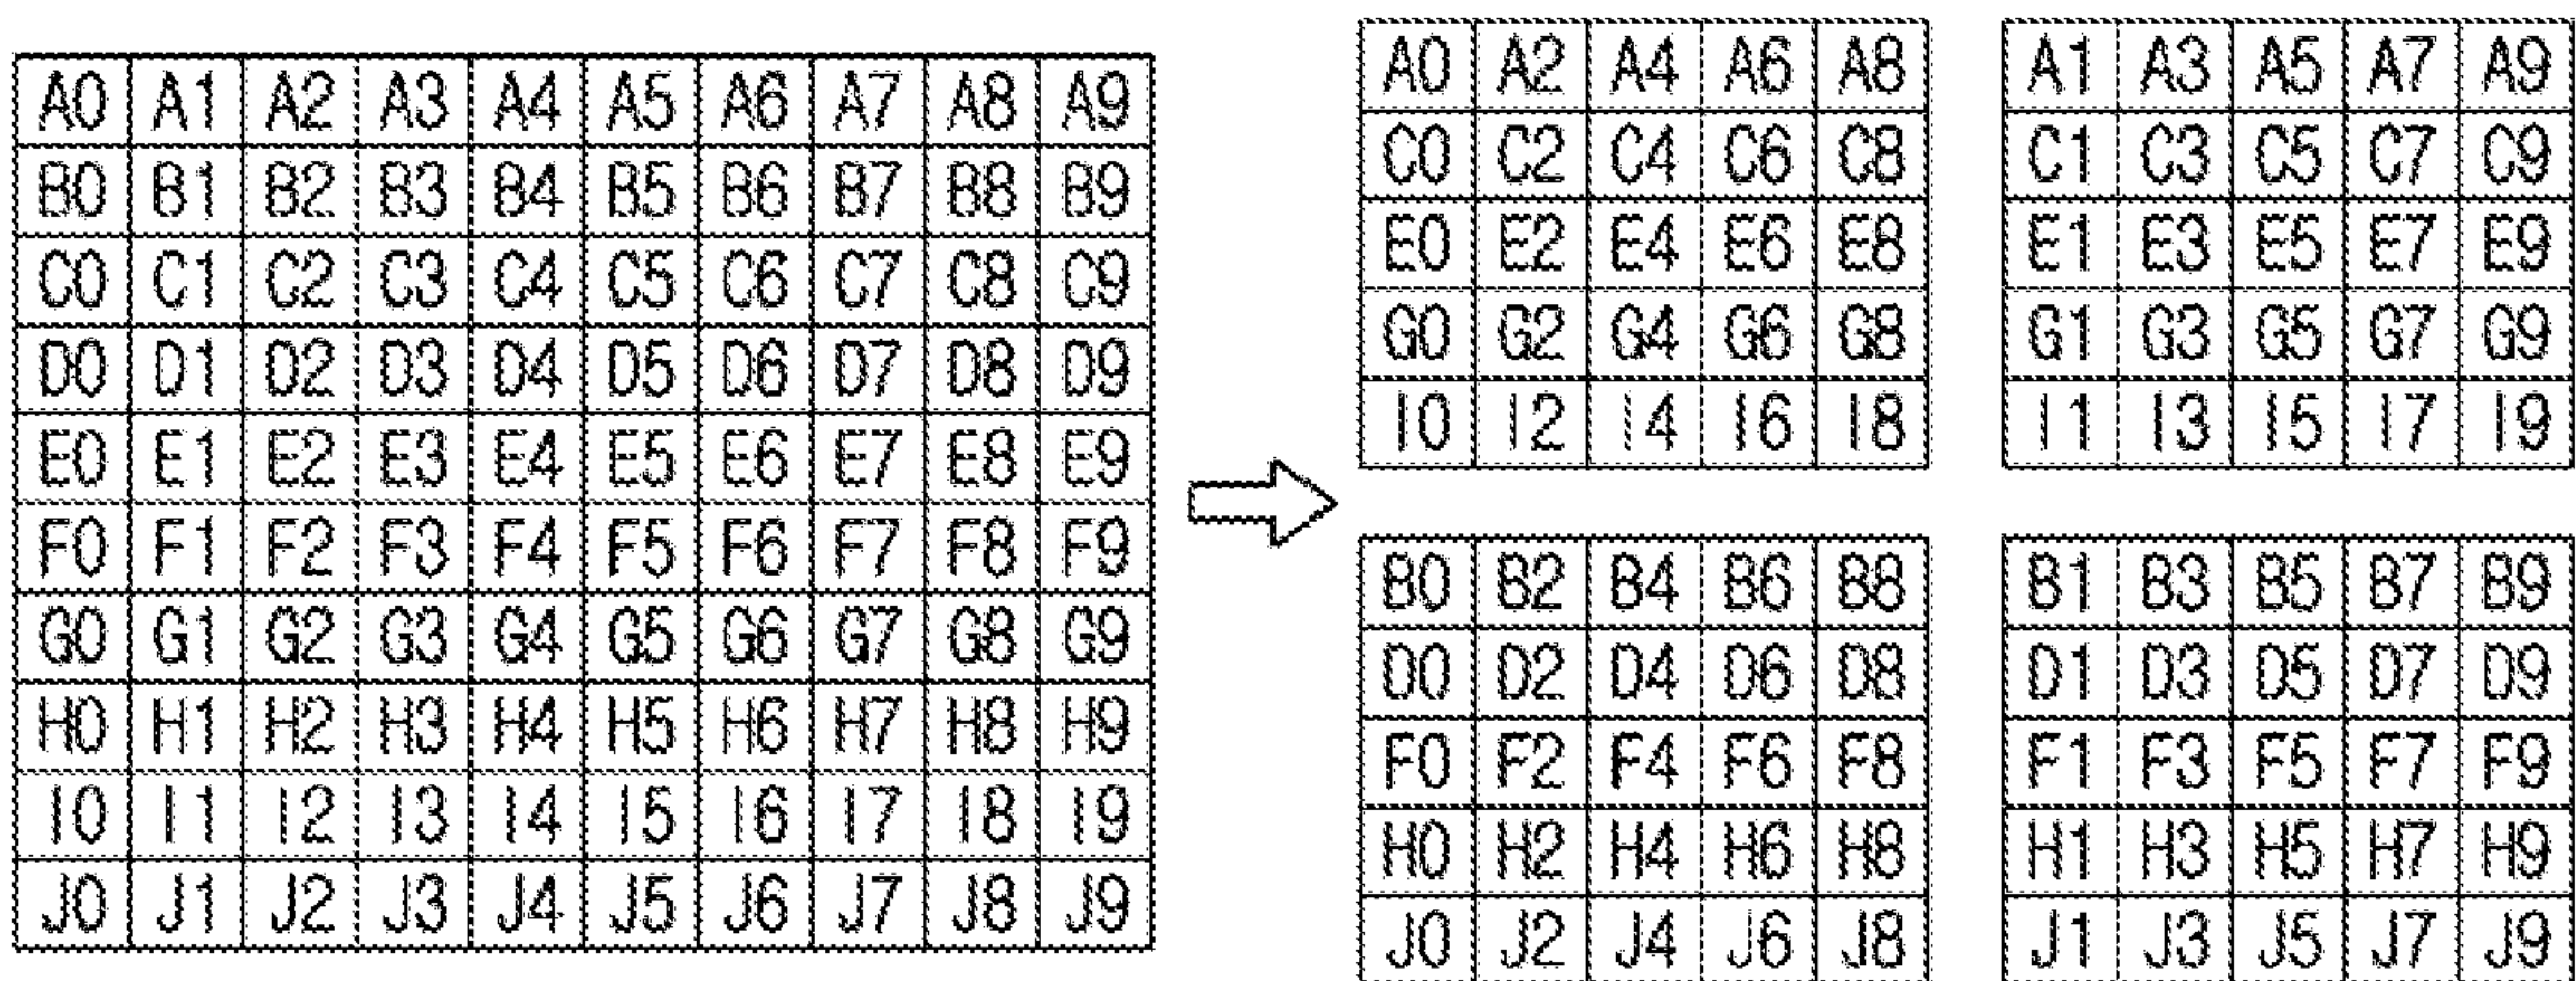 A0 A1 A2 A3 A4 A5 A6 A7 A8 A9
B0 B1 B2 B3 B4 B5 B6 B7 B8 B9
C0 C1 C2 C3 C4 C5 C6 C7 C8 C9
D0 D1 D2 D3 D4 D5 D6 D7 D8 D9
E0 E1 E2 E3 E4 E5 E6 E7 E8 E9
F0 F1 F2 F3 F4 F5 F6 F7 F8 F9
G0 G1 G2 G3 G4 G5 G6 G7 G8 G9
H0 H1 H2 H3 H4 H5 H6 H7 H8 H9
I0 I1 I2 I3 I4 I5 I6 I7 I8 I9
J0 J1 J2 J3 J4 J5 J6 J7 J8 J9
A0 A2 A4 A6 A8
C0 C2 C4 C6 C8
E0 E2 E4 E6 E8
G0 G2 G4 G6 G8
I0 I2 I4 I6 I8
A1 A3 A5 A7 A9
C1 C3 C5 C7 C9
E1 E3 E5 E7 E9
G1 G3 G5 G7 G9
I1 I3 I5 I7 I9
B0 B2 B4 B6 B8
D0 D2 D4 D6 D8
F0 F2 F4 F6 F8
H0 H2 H4 H6 H8
J0 J2 J4 J6 J8
B1 B3 B5 B7 B9
D1 D3 D5 D7 D9
F1 F3 F5 F7 F9
H1 H3 H5 H7 H9
J1 J3 J5 J7 J9